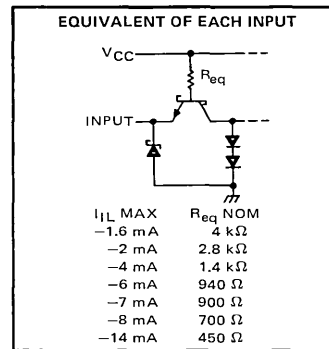 EQUIVALENT OF EACH INPUT
VCC
Req
INPUT
IIL MAX Req NOM
−1.6 mA 4 kΩ
−2 mA 2.8 kΩ
−4 mA 1.4 kΩ
−6 mA 940 Ω
−7 mA 900 Ω
−8 mA 700 Ω
−14 mA 450 Ω